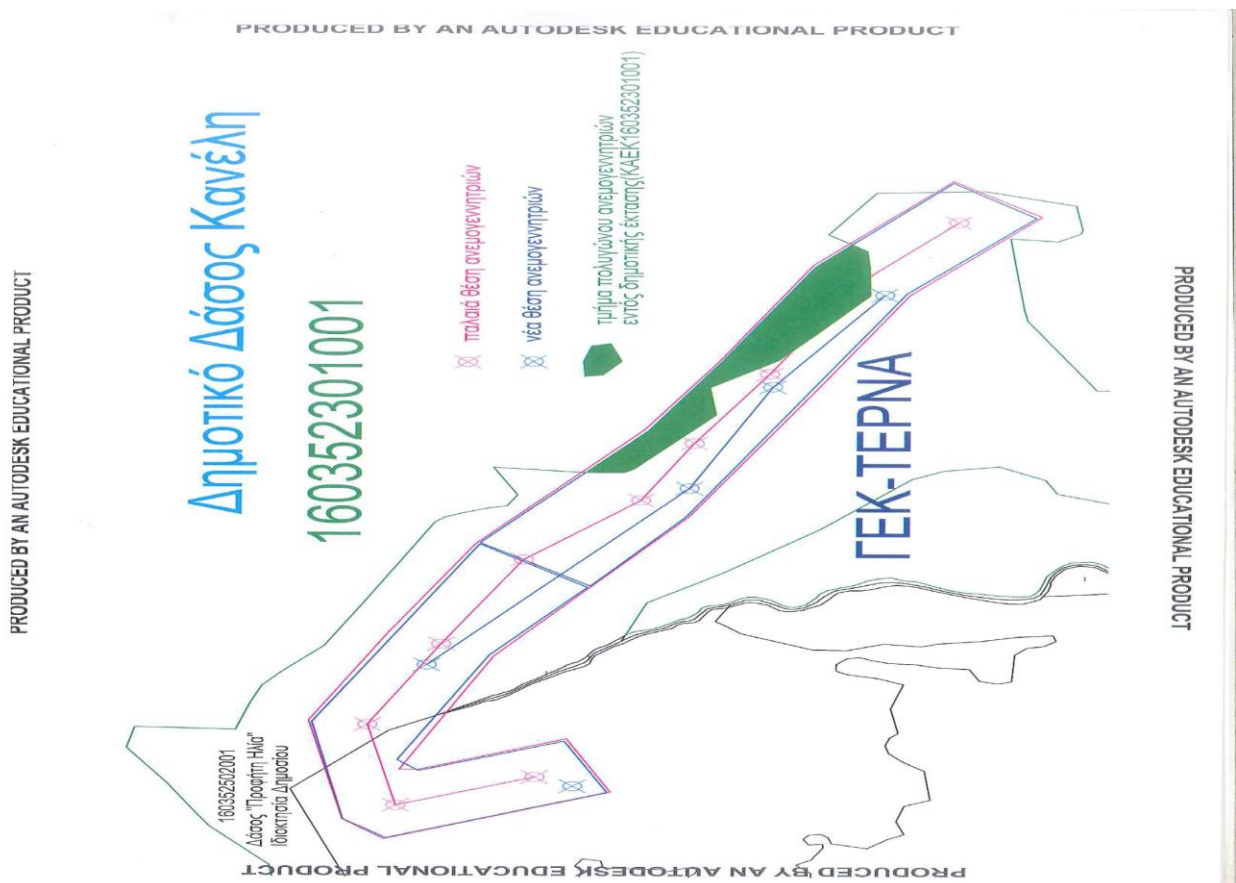 PRODUCED BY AN AUTODESK EDUCATIONAL PRODUCT
Δημοτικό Δάσος Κανέλη
160352301001
παλαιά θέση ανεμογεννητριών
νέα θέση ανεμογεννητριών
τμήμα πολυγώνου ανεμογεννητριών
εντός δημοτικής έκτασης(ΚΑΕΚ160352301001)
ΓΕΚ-ΤΕΡΝΑ
160352502001
Δάσος "Προφήτη Ηλία"
Ιδιοκτησία Δημοσίου
PRODUCED BY AN AUTODESK EDUCATIONAL PRODUCT
PRODUCED BY AN AUTODESK EDUCATIONAL PRODUCT
PRODUCED BY AN AUTODESK EDUCATIONAL PRODUCT